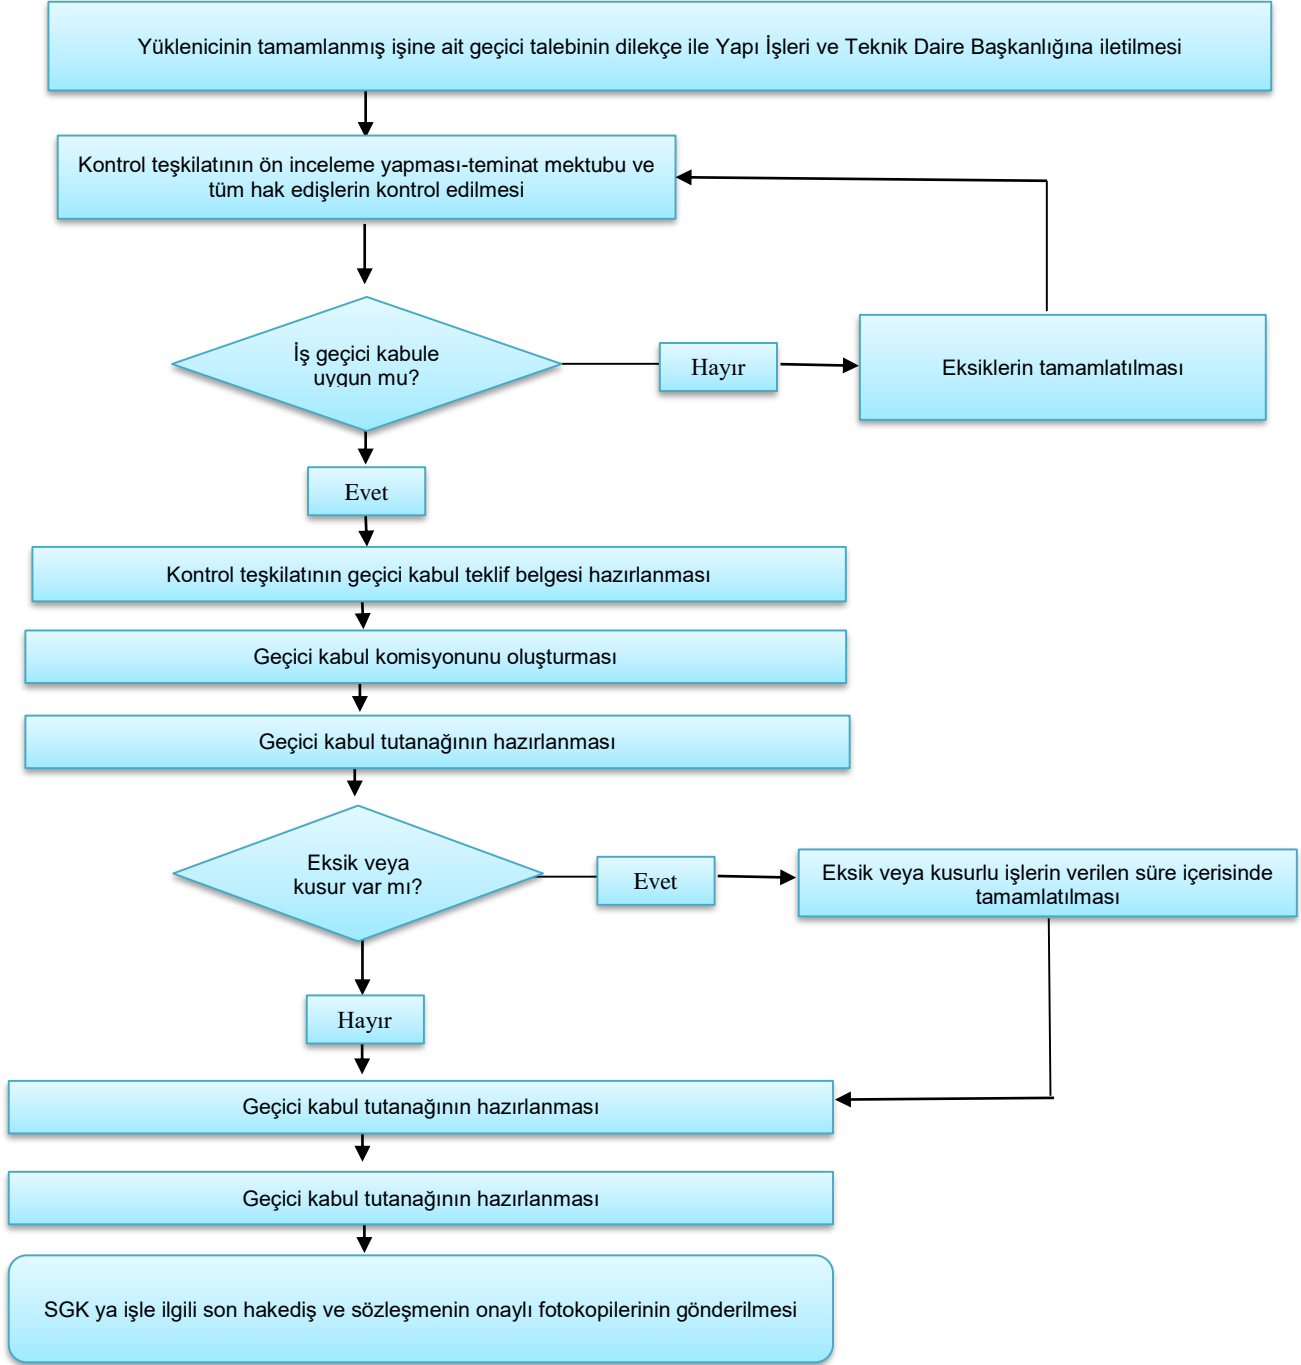 Yüklenicinin tamamlanmış işine ait geçici talebinin dilekçe ile Yapı İşleri ve Teknik Daire Başkanlığına iletilmesi
Kontrol teşkilatının ön inceleme yapması-teminat mektubu ve
tüm hak edişlerin kontrol edilmesi
İş geçici kabule
uygun mu?
Hayır
Eksiklerin tamamlatılması
Evet
Kontrol teşkilatının geçici kabul teklif belgesi hazırlanması
Geçici kabul komisyonunu oluşturması
Geçici kabul tutanağının hazırlanması
Eksik veya
kusur var mı?
Evet
Eksik veya kusurlu işlerin verilen süre içerisinde
tamamlatılması
Hayır
Geçici kabul tutanağının hazırlanması
Geçici kabul tutanağının hazırlanması
SGK ya işle ilgili son hakediş ve sözleşmenin onaylı fotokopilerinin gönderilmesi